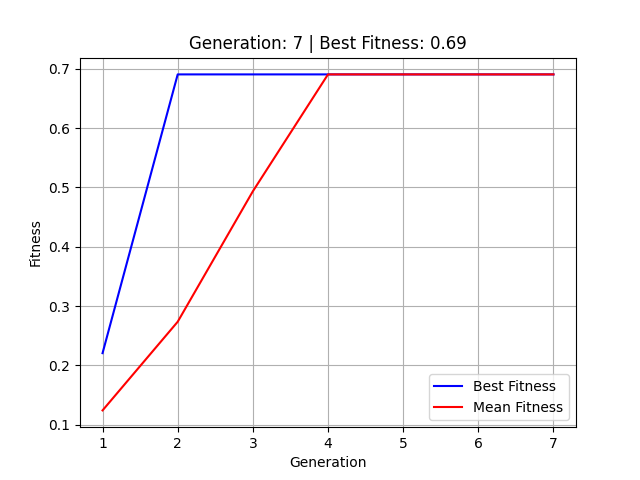 Generation: 7 | Best Fitness: 0.69
0.7
0.6
0.5
0.4
0.3
0.2
0.1
Fitness
Best Fitness
Mean Fitness
1 2 3 4 5 6 7
Generation